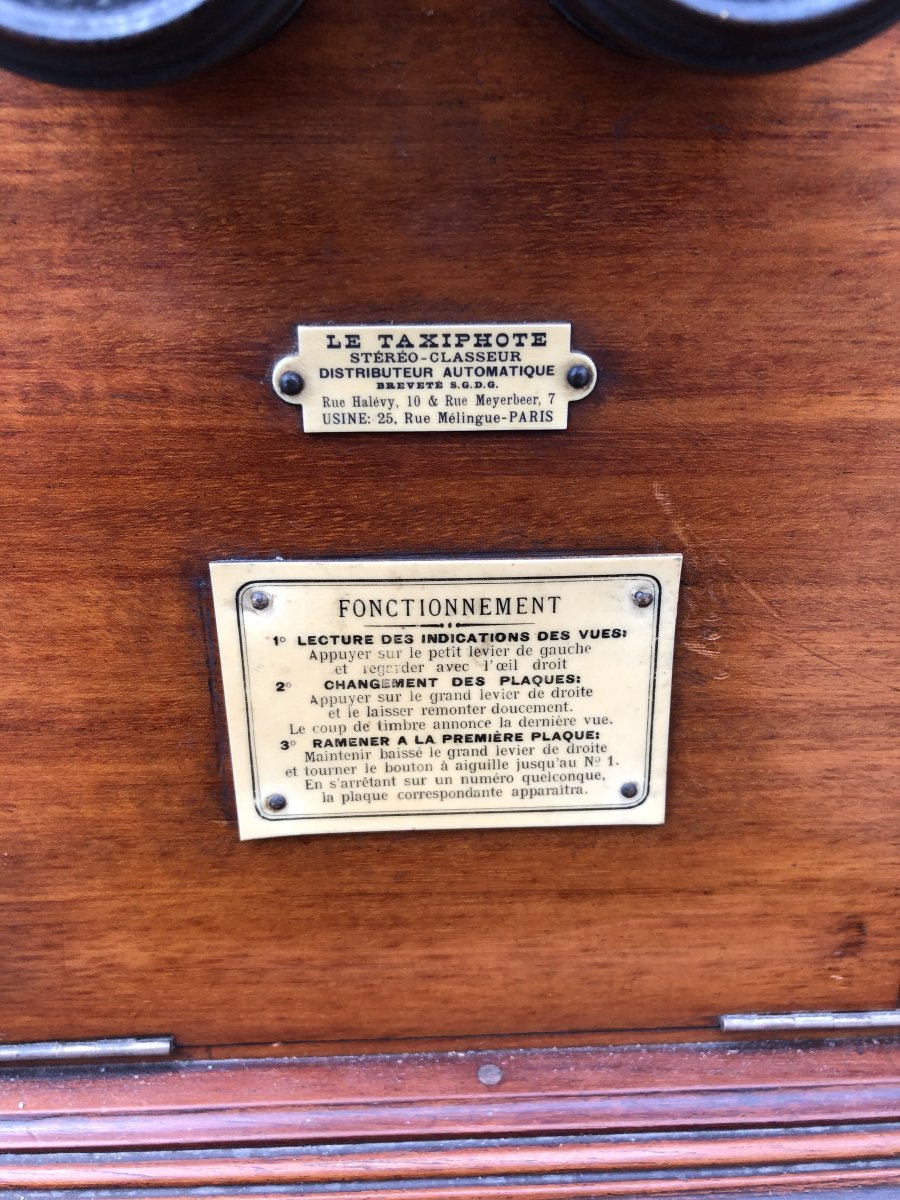 LE TAXIPHOTE
STÉRÉO-CLASSEUR
DISTRIBUTEUR AUTOMATIQUE
BREVETÉ S.G.D.G.
Rue Halévy, 10 & Rue Meyerbeer, 7
USINE: 25, Rue Mélingue-PARIS
FONCTIONNEMENT
1° LECTURE DES INDICATIONS DES VUES:
Appuyer sur le petit levier de gauche
et regarder avec l'œil droit
2° CHANGEMENT DES PLAQUES:
Appuyer sur le grand levier de droite
et le laisser remonter doucement.
Le coup de timbre annonce la dernière vue.
3° RAMENER A LA PREMIÈRE PLAQUE:
Maintenir baissé le grand levier de droite
et tourner le bouton à aiguille jusqu'au Nº 1.
En s'arrêtant sur un numéro quelconque,
la plaque correspondante apparaîtra.